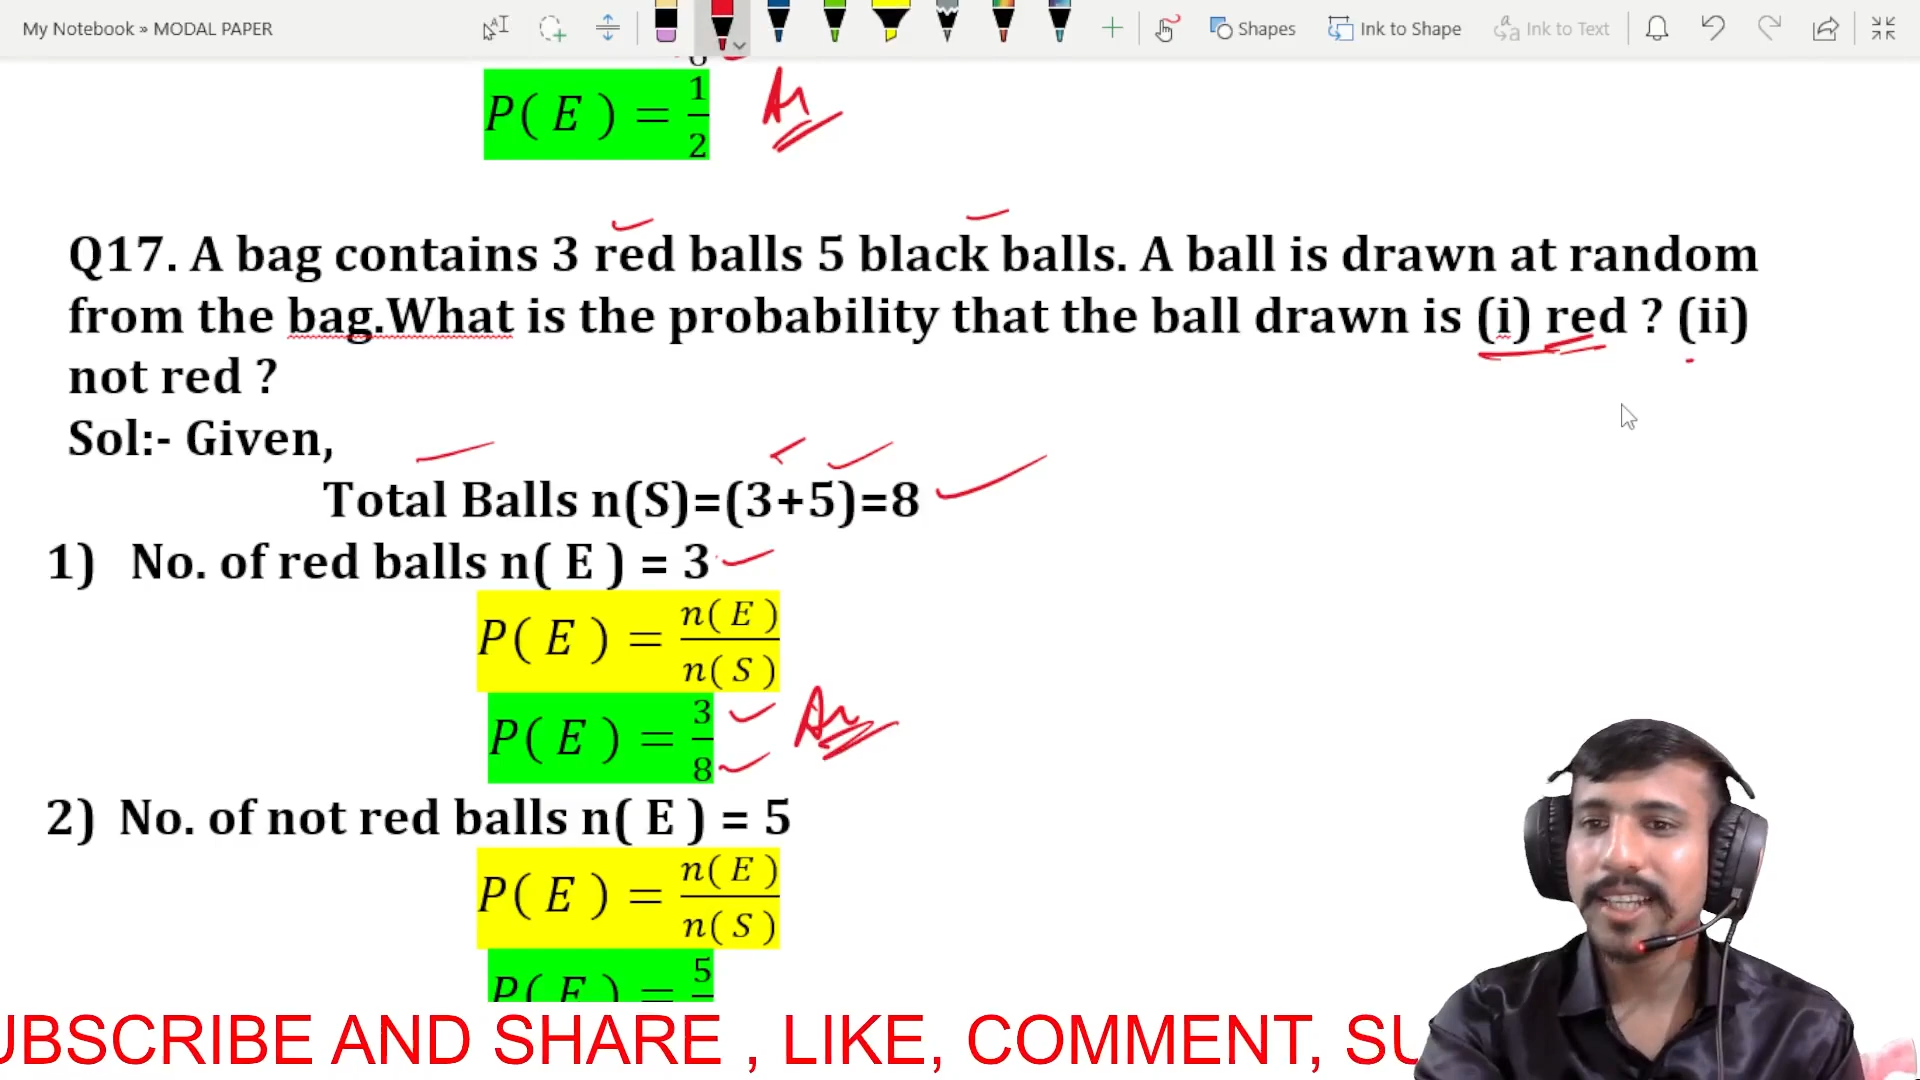 My Notebook » MODAL PAPER
Shapes
Ink to Shape
Ink to Text
P( E ) = 1/2
Q17. A bag contains 3 red balls 5 black balls. A ball is drawn at random
from the bag.What is the probability that the ball drawn is (i) red ? (ii)
not red ?
Sol:- Given,
Total Balls n(S)=(3+5)=8
1) No. of red balls n( E ) = 3
P( E ) = n( E )/n( S )
P( E ) = 3/8
2) No. of not red balls n( E ) = 5
P( E ) = n( E )/n( S )
P( E ) = 5
UBSCRIBE AND SHARE , LIKE, COMMENT, SU